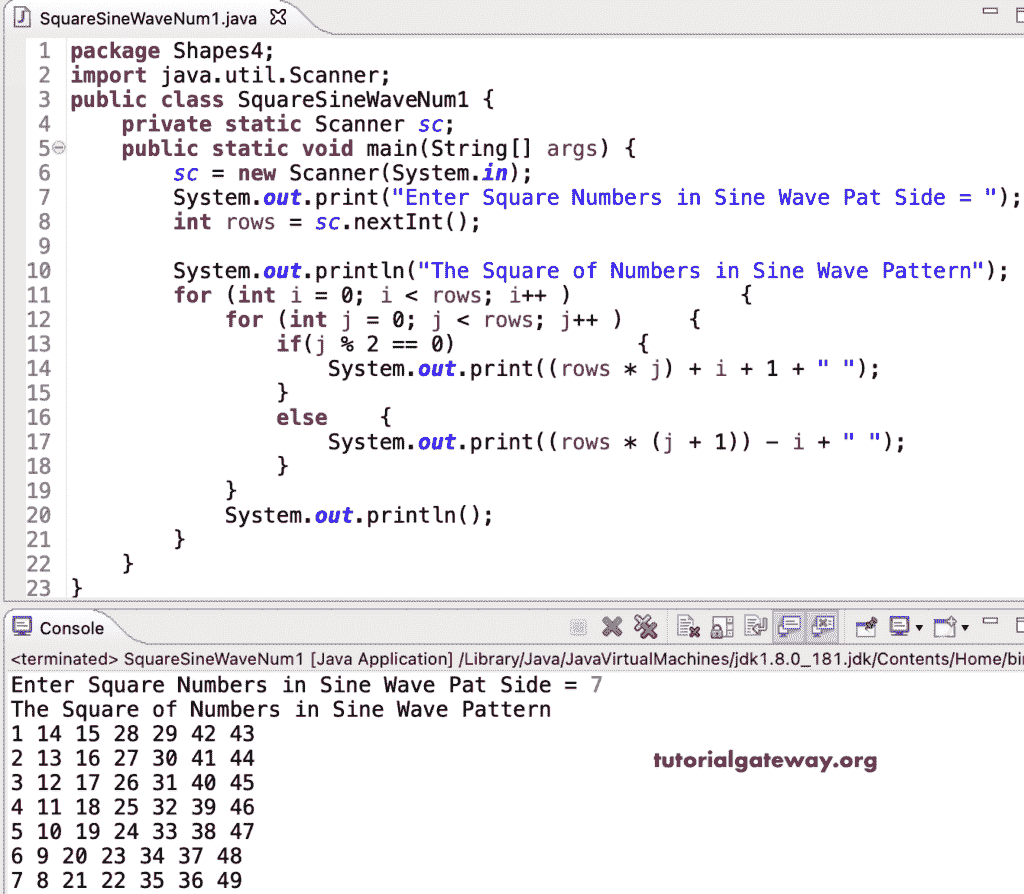 SquareSineWaveNum1.java
1 package Shapes4;
2 import java.util.Scanner;
3 public class SquareSineWaveNum1 {
4     private static Scanner sc;
5     public static void main(String[] args) {
6         sc = new Scanner(System.in);
7         System.out.print("Enter Square Numbers in Sine Wave Pat Side = ");
8         int rows = sc.nextInt();
9
10         System.out.println("The Square of Numbers in Sine Wave Pattern");
11         for (int i = 0; i < rows; i++ )             {
12             for (int j = 0; j < rows; j++ )      {
13                 if(j % 2 == 0)              {
14                     System.out.print((rows * j) + i + 1 + " ");
15                 }
16                 else    {
17                     System.out.print((rows * (j + 1)) - i + " ");
18                 }
19             }
20             System.out.println();
21         }
22     }
23 }
Console
<terminated> SquareSineWaveNum1 [Java Application] /Library/Java/JavaVirtualMachines/jdk1.8.0_181.jdk/Contents/Home/bi
Enter Square Numbers in Sine Wave Pat Side = 7
The Square of Numbers in Sine Wave Pattern
1 14 15 28 29 42 43
2 13 16 27 30 41 44
3 12 17 26 31 40 45
4 11 18 25 32 39 46
5 10 19 24 33 38 47
6 9 20 23 34 37 48
7 8 21 22 35 36 49
tutorialgateway.org